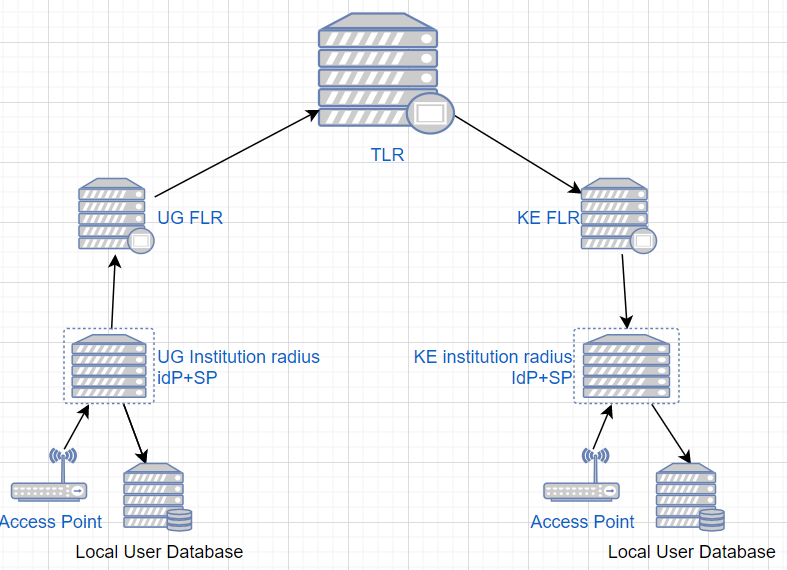 TLR
UG FLR
KE FLR
UG Institution radius
idP+SP
KE institution radius
IdP+SP
Access Point
Access Point
Local User Database
Local User Database